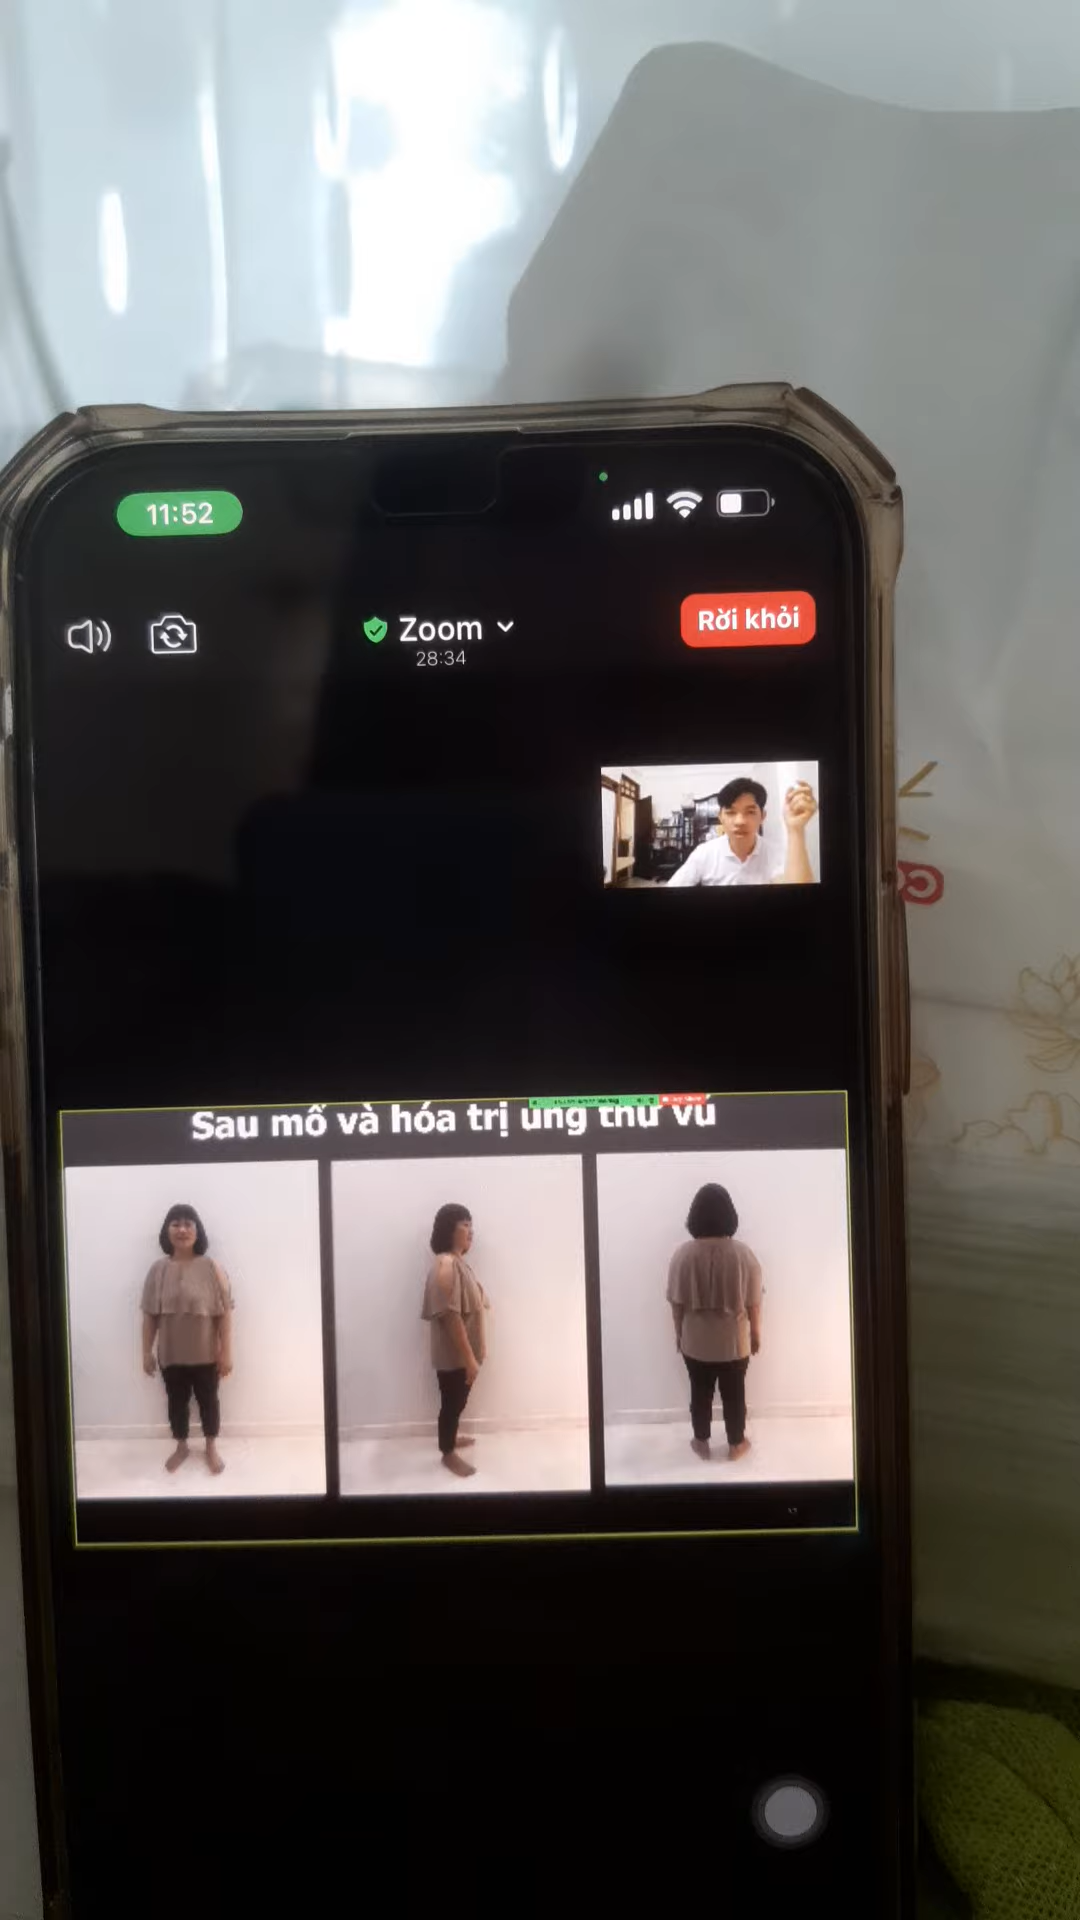 11:52
Zoom
Rời khỏi
28:34
Sau mổ và hóa trị ung thư vú